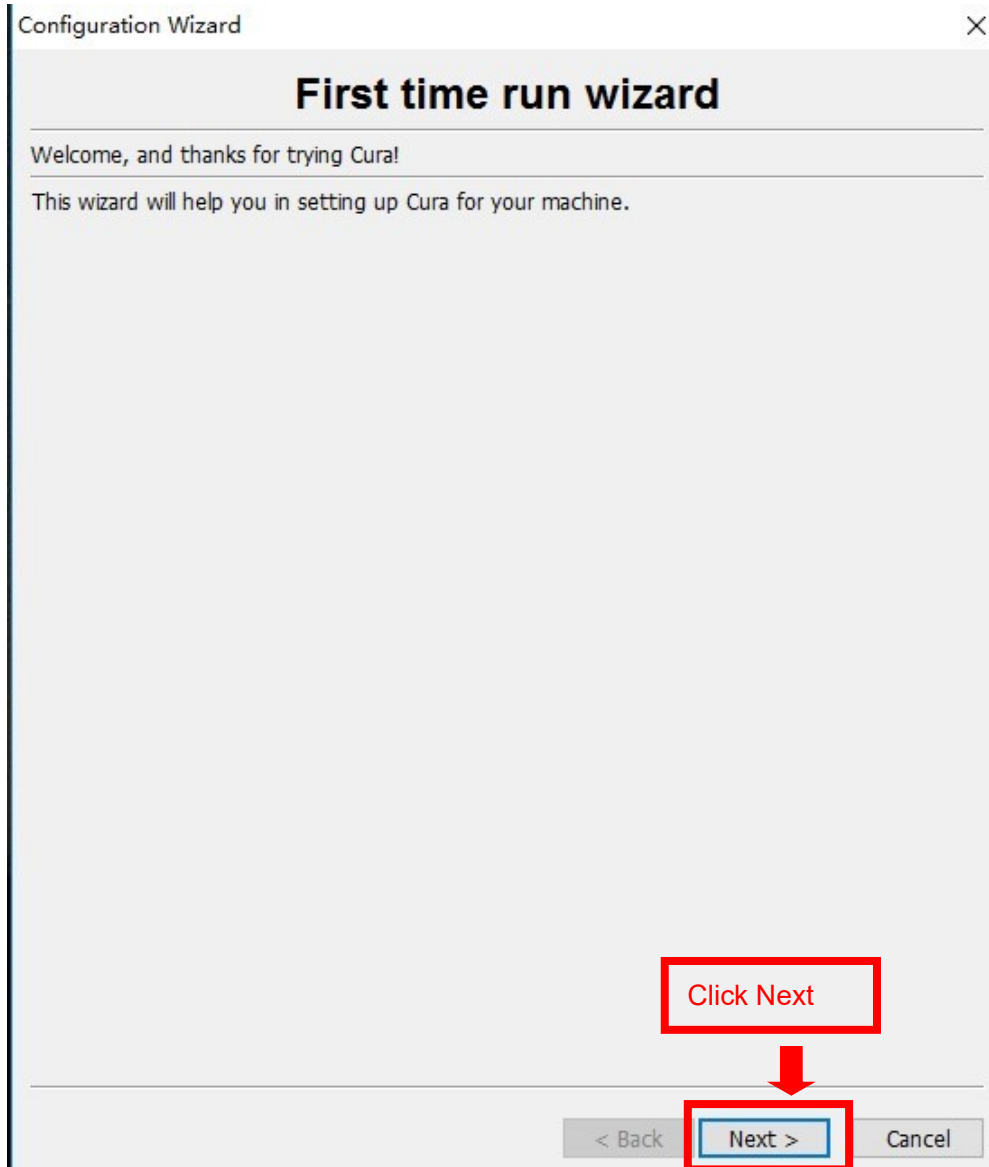 Configuration Wizard
First time run wizard
Welcome, and thanks for trying Cura!
This wizard will help you in setting up Cura for your machine.
Click Next
< Back Next > Cancel